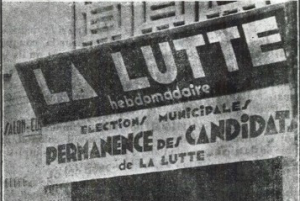 LA LUTTE
hebdomadaire
ELECTIONS MUNICIPALES
PERMANENCE DES CANDiDATS
de LA LUTTE